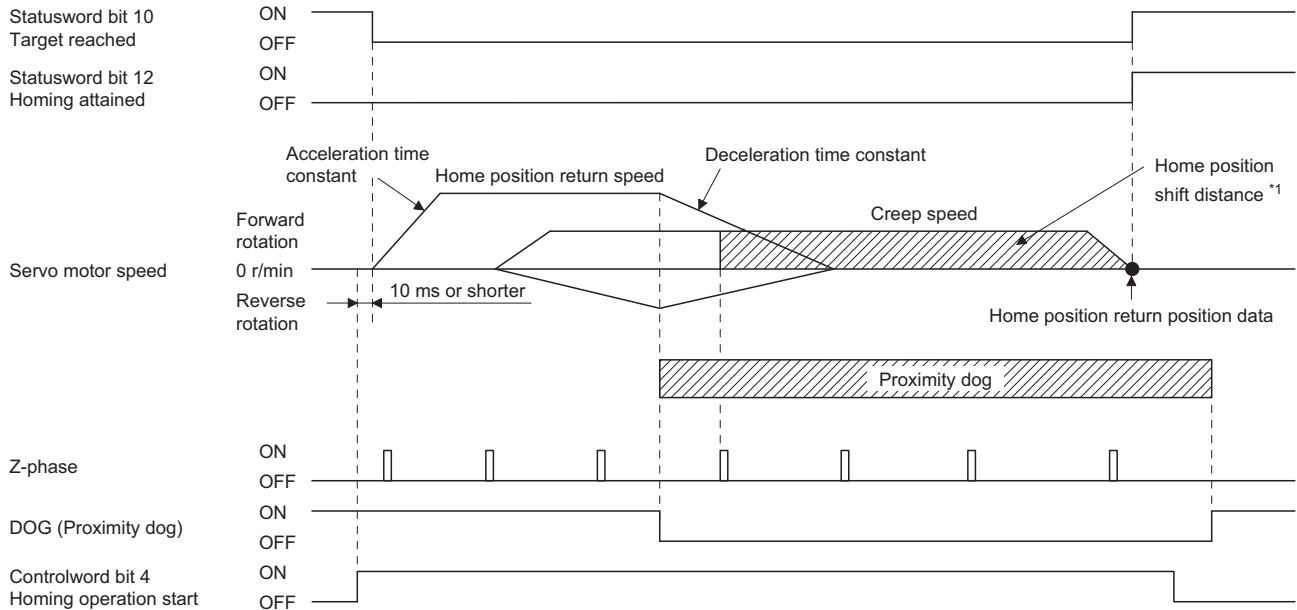 Statusword bit 10
Target reached
ON
OFF
Statusword bit 12
Homing attained
ON
OFF
Acceleration time
constant
Home position return speed
Deceleration time constant
Home position
shift distance *1
Creep speed
Forward
rotation
Servo motor speed
0 r/min
10 ms or shorter
Reverse
rotation
Home position return position data
Proximity dog
Z-phase
ON
OFF
DOG (Proximity dog)
ON
OFF
Controlword bit 4
Homing operation start
ON
OFF